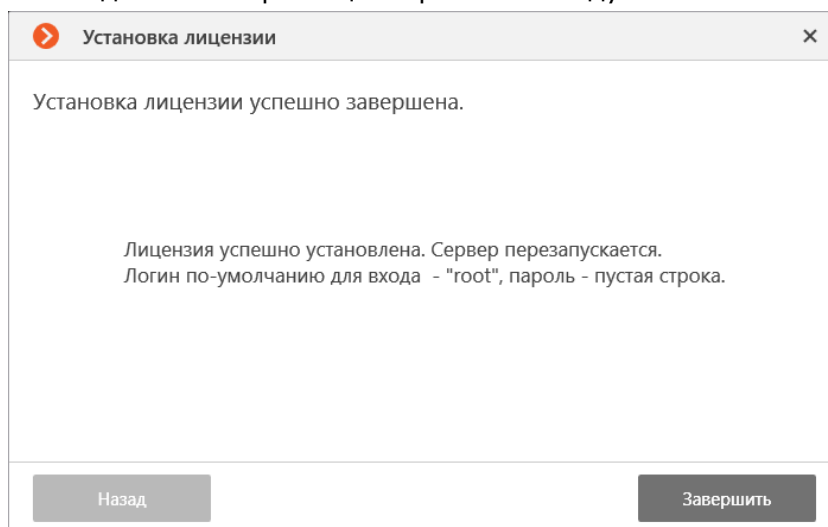 Установка лицензии
Установка лицензии успешно завершена.
Лицензия успешно установлена. Сервер перезапускается.
Логин по-умолчанию для входа - "root", пароль - пустая строка.
Назад
Завершить